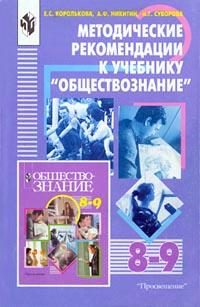 Е.С. КОРОЛЬКОВА, А.Ф. НИКИТИН, Н.Г. СУВОРОВА
МЕТОДИЧЕСКИЕ
РЕКОМЕНДАЦИИ
К УЧЕБНИКУ
"ОБЩЕСТВОЗНАНИЕ"
ОБЩЕСТВО-
ЗНАНИЕ
8-9
8-9
"Просвещение"